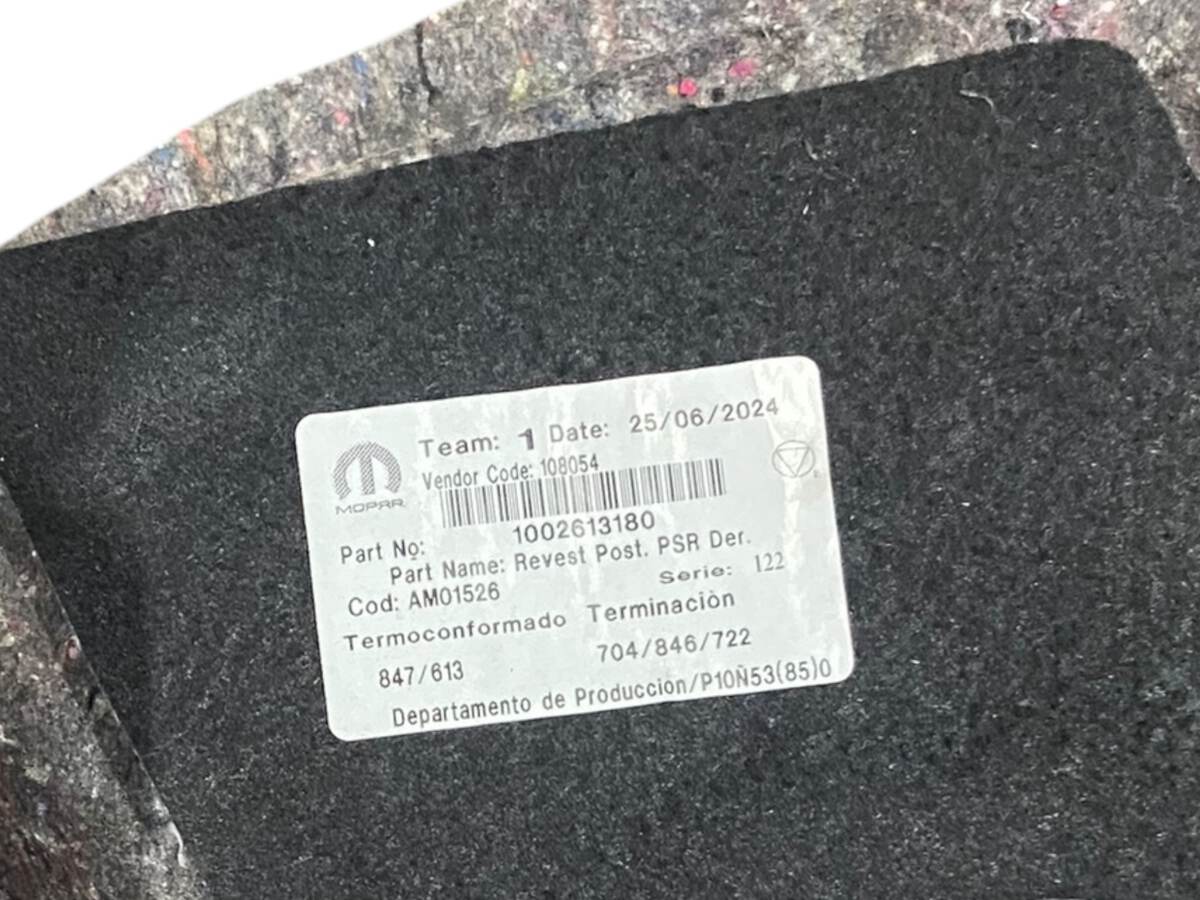 MOPAR
Team: 1 Date: 25/06/2024
Vendor Code: 108054
1002613180
Part No:
Part Name: Revest Post. PSR Der.
Cod: AM01526 Serie: 122
Termoconformado Terminaciòn
847/613 704/846/722
Departamento de Produccion/P10Ñ53(85)0